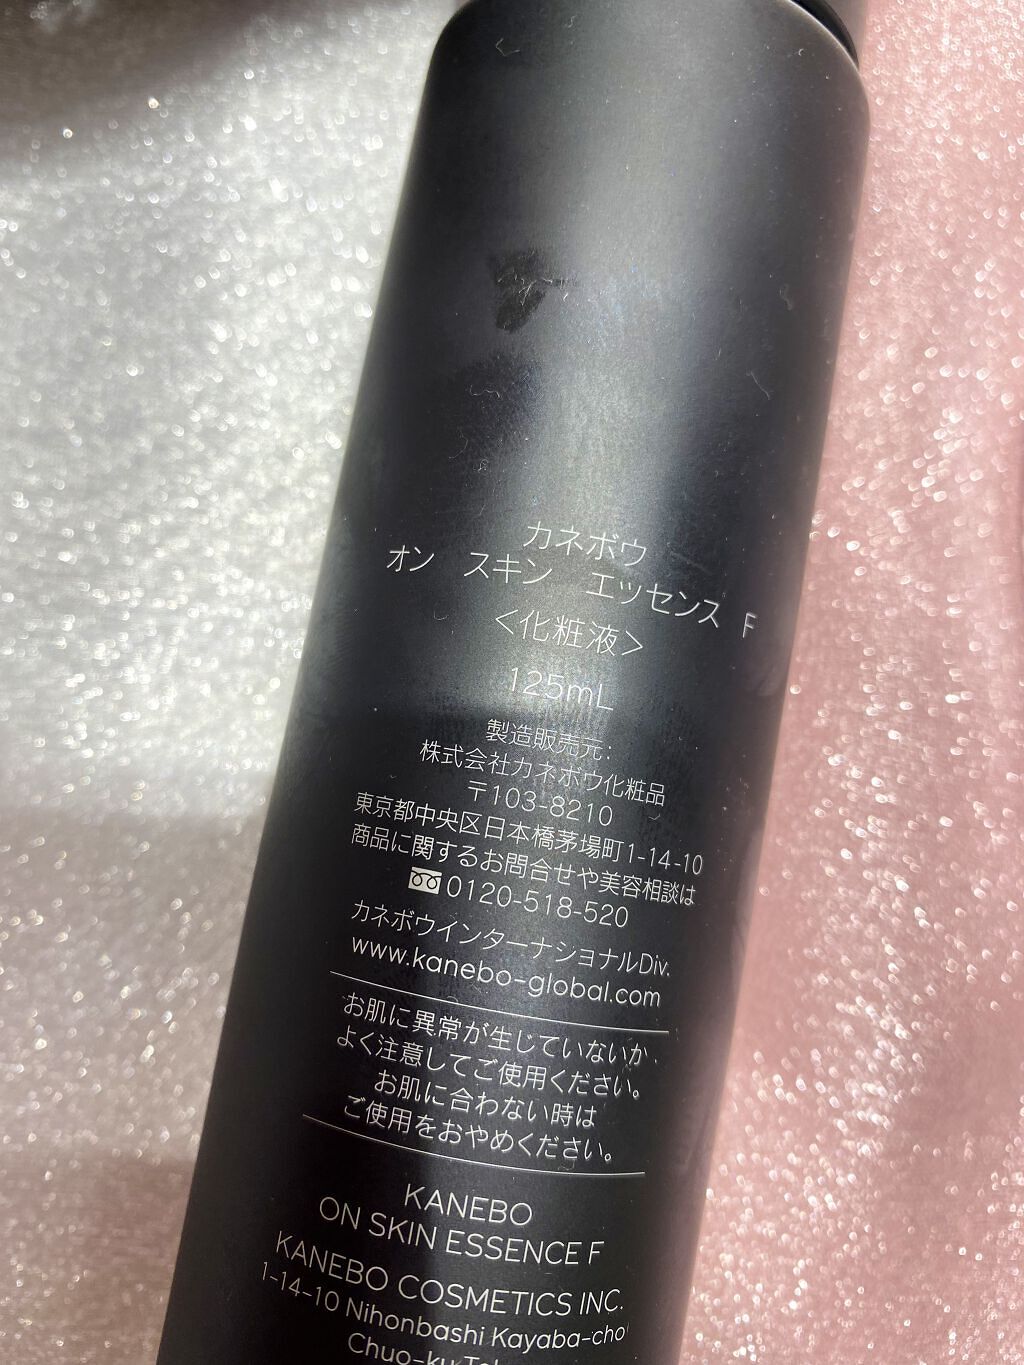 カネボウ
オン スキン エッセンス F
<化粧液>
125mL
製造販売元:
株式会社カネボウ化粧品
〒103-8210
東京都中央区日本橋茅場町1-14-10
商品に関するお問合せや美容相談は
0120-518-520
カネボウインターナショナルDiv.
www.kanebo-global.com
お肌に異常が生じていないか
よく注意してご使用ください。
お肌に合わない時は
ご使用をおやめください。
KANEBO
ON SKIN ESSENCE F
KANEBO COSMETICS INC.
1-14-10 Nihonbashi Kayaba-cho
Chuo-ku